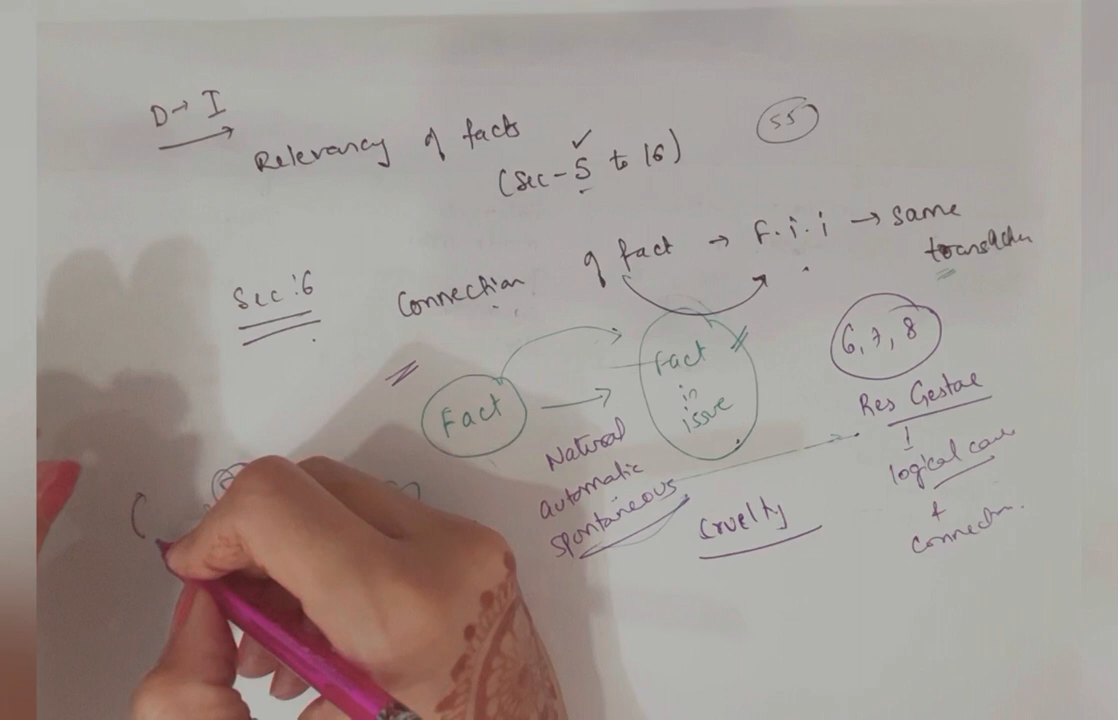 D→ I
Relevancy of facts
(Sec-5 to 16)
55
Sec:6
Connection of fact → F.i.i → Same
transaction
Fact
Fact
in
issue
6,7,8
Res Gestae
logical cause
+
connection.
Natural
automatic
spontaneous
Cruelty